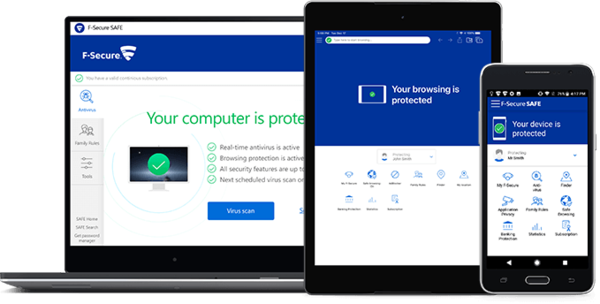 F-Secure SAFE
F-Secure
You have a valid continuous subscription.
Antivirus
Family Rules
Tools
SAFE Home
SAFE Search
Get password
manager
Your computer is prote
Real-time antivirus is active
Browsing protection is active
All security features are up to
Next scheduled virus scan on
Virus scan
Your browsing is
protected
Protecting
John Smith
My F-Secure
Family Rules
Banking Protection
Statistics
Subscription
4:17 PM
F-Secure SAFE
Your device is
protected
Protecting
Mr Smith
My F-Secure
Anti-
virus
Finder
Application
Privacy
Family Rules
Safe
Browsing
Banking
Protection
Statistics
Subscription